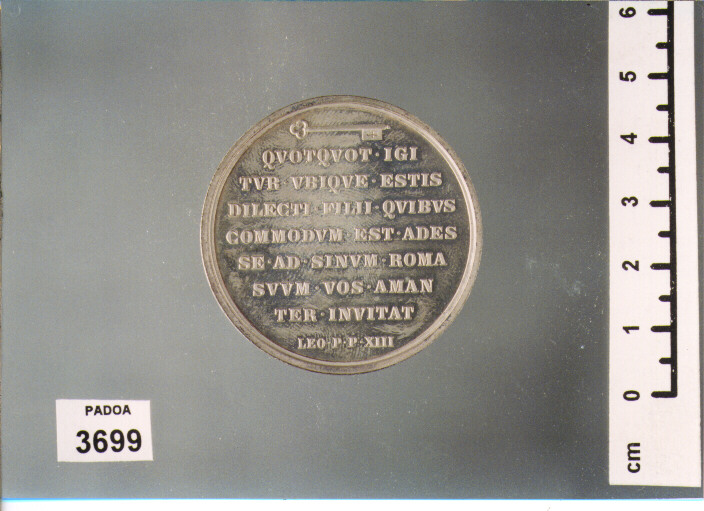 QVOTQVOT·IGI
TVR·VBIQVE·ESTIS
DILECTI·FILII·QVIBVS
COMMODVM·EST·ADES
SE·AD·SINVM·ROMA
SVVM·VOS·AMAN
TER·INVITAT
LEO·P·P·XIII
PADOA
3699
6
5
4
3
2
1
0
cm